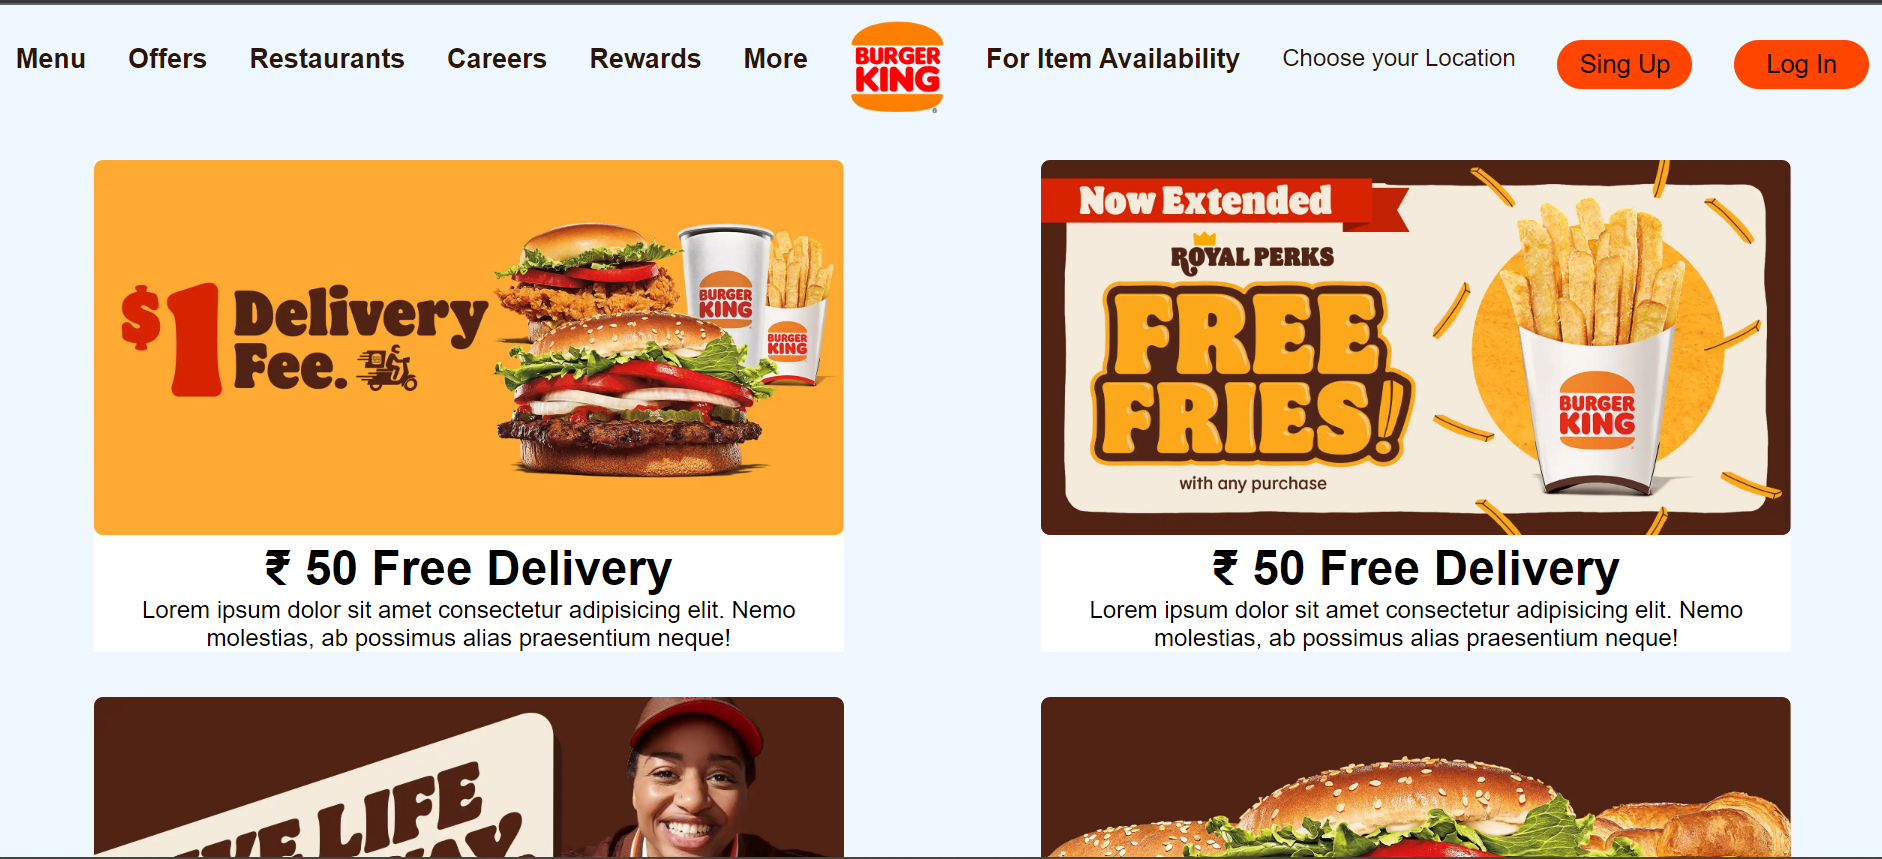 Menu Offers Restaurants Careers Rewards More BURGER KING For Item Availability Choose your Location Sing Up Log In
$1 Delivery
Fee.
BURGER
KING
BURGER
KING
₹ 50 Free Delivery
Lorem ipsum dolor sit amet consectetur adipisicing elit. Nemo
molestias, ab possimus alias praesentium neque!
Now Extended
ROYAL PERKS
FREE
FRIES!
with any purchase
BURGER
KING
₹ 50 Free Delivery
Lorem ipsum dolor sit amet consectetur adipisicing elit. Nemo
molestias, ab possimus alias praesentium neque!
LIFE